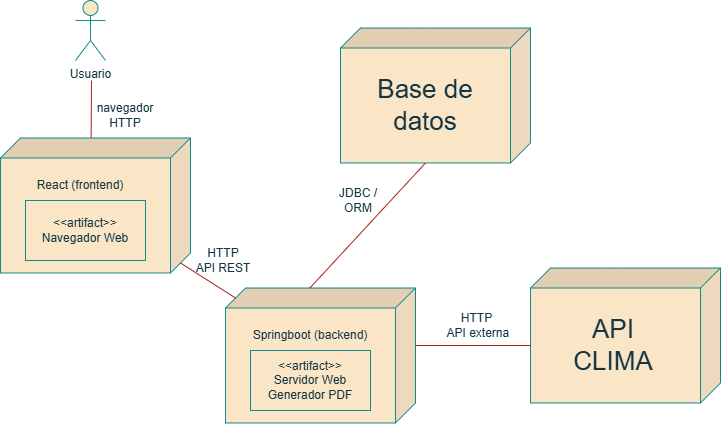 Usuario
navegador
HTTP
Base de
datos
React (frontend)
<<artifact>>
Navegador Web
JDBC /
ORM
HTTP
API REST
Springboot (backend)
<<artifact>>
Servidor Web
Generador PDF
HTTP
API externa
API
CLIMA